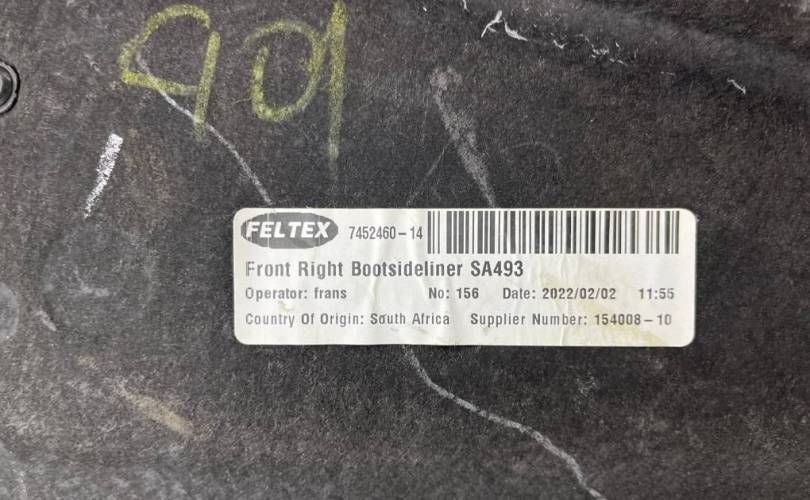 901
FELTEX 7452460-14
Front Right Bootsideliner SA493
Operator: frans No: 156 Date: 2022/02/02 11:55
Country Of Origin: South Africa Supplier Number: 154008-10